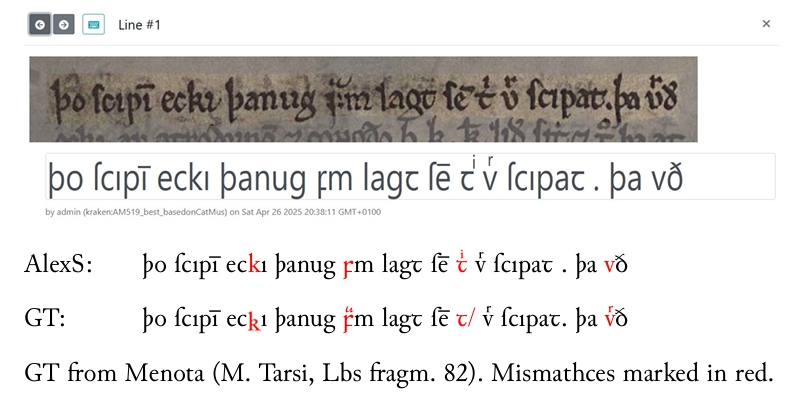 Line #1
þo ſcıpı̅ eckı þanug ꝼm lagꞇ ſē ꞇͥ vͬ ſcıpaꞇ . þa vð
by admin (kraken:AM519_best_basedonCatMus) on Sat Apr 26 2025 20:38:11 GMT+0100
AlexS: þo ſcıpı̅ eckı þanug ꝼm lagꞇ ſē ꞇͥ vͬ ſcıpaꞇ . þa vð
GT: þo ſcıpı̅ eckı þanug ꝼm lagꞇ ſē ꞇ/ vͬ ſcıpaꞇ. þa vͬð
GT from Menota (M. Tarsi, Lbs fragm. 82). Mismathces marked in red.